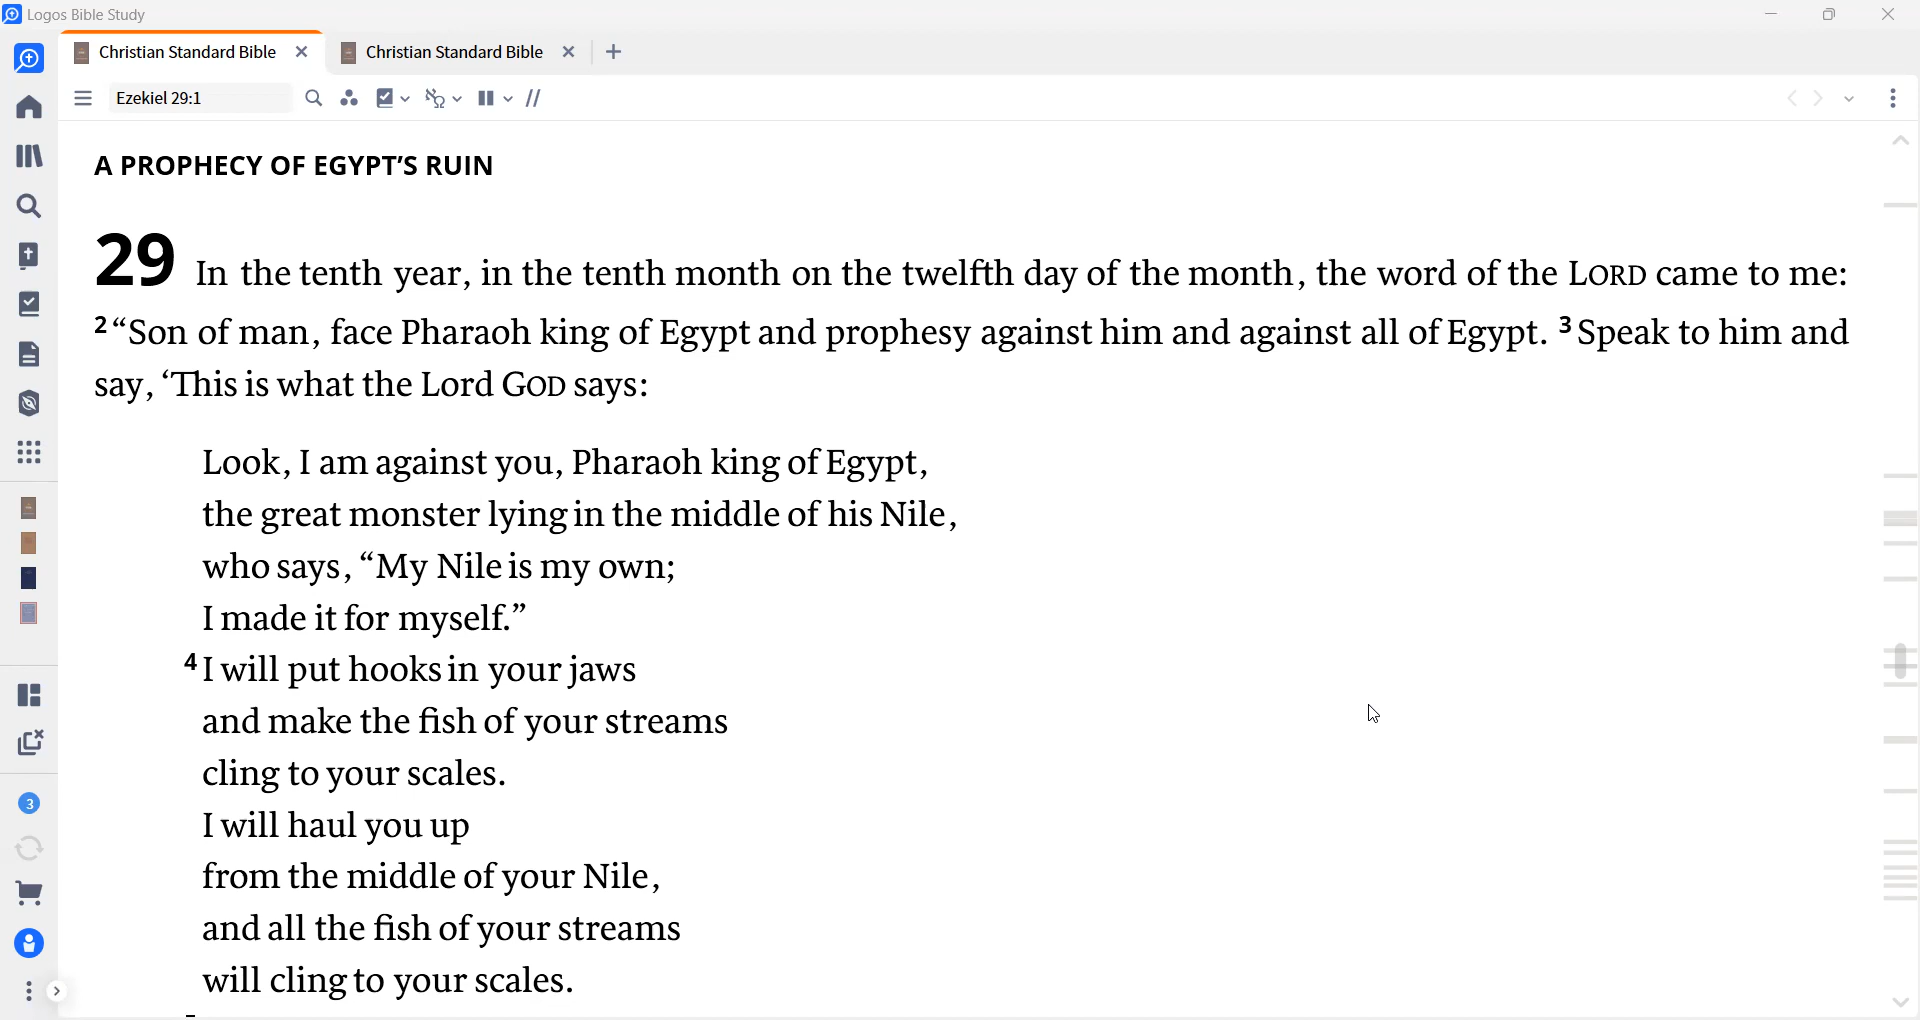 Logos Bible Study
Christian Standard Bible
Christian Standard Bible
Ezekiel 29:1
A PROPHECY OF EGYPT’S RUIN
29 In the tenth year, in the tenth month on the twelfth day of the month, the word of the LORD came to me:
2 “Son of man, face Pharaoh king of Egypt and prophesy against him and against all of Egypt. 3 Speak to him and
say, ‘This is what the Lord GOD says:
Look, I am against you, Pharaoh king of Egypt,
the great monster lying in the middle of his Nile,
who says, “My Nile is my own;
I made it for myself.”
4 I will put hooks in your jaws
and make the fish of your streams
cling to your scales.
I will haul you up
from the middle of your Nile,
and all the fish of your streams
will cling to your scales.
3